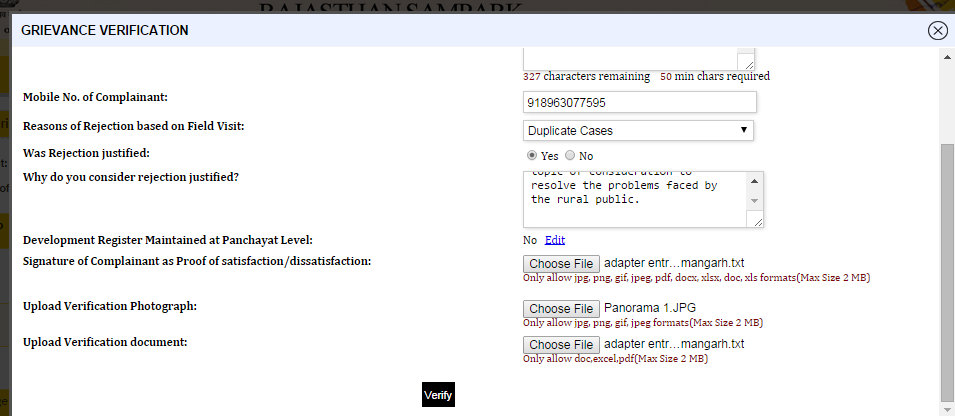 RAJASTHAN SAMPARK
GRIEVANCE VERIFICATION
327 characters remaining 50 min chars required
Mobile No. of Complainant: 918963077595
Reasons of Rejection based on Field Visit: Duplicate Cases
Was Rejection justified: Yes No
Why do you consider rejection justified? topic of consideration to
resolve the problems faced by
the rural public.
Development Register Maintained at Panchayat Level: No Edit
Signature of Complainant as Proof of satisfaction/dissatisfaction: Choose File adapter entr...mangarh.txt
Only allow jpg, png, gif, jpeg, pdf, docx, xlsx, doc, xls formats(Max Size 2 MB)
Upload Verification Photograph: Choose File Panorama 1.JPG
Only allow jpg, png, gif, jpeg formats(Max Size 2 MB)
Upload Verification document: Choose File adapter entr...mangarh.txt
Only allow doc,excel,pdf(Max Size 2 MB)
Verify